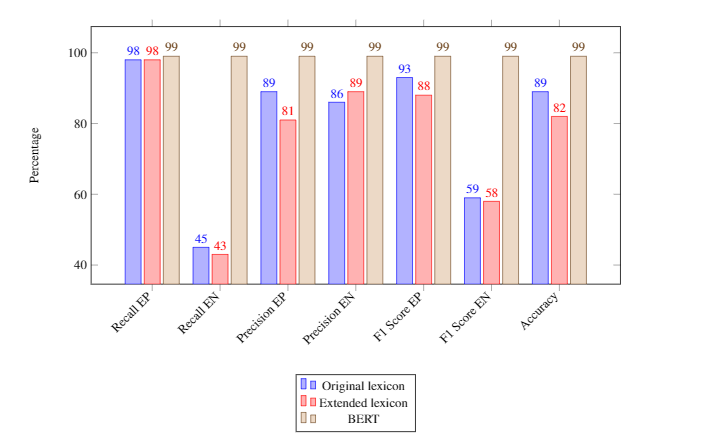 98 98 99
45 43 99
89 81 99
86 89 99
93 88 99
59 58 99
89 82 99
100
80
60
40
Percentage
Recall EP
Recall EN
Precision EP
Precision EN
F1 Score EP
F1 Score EN
Accuracy
Original lexicon
Extended lexicon
BERT